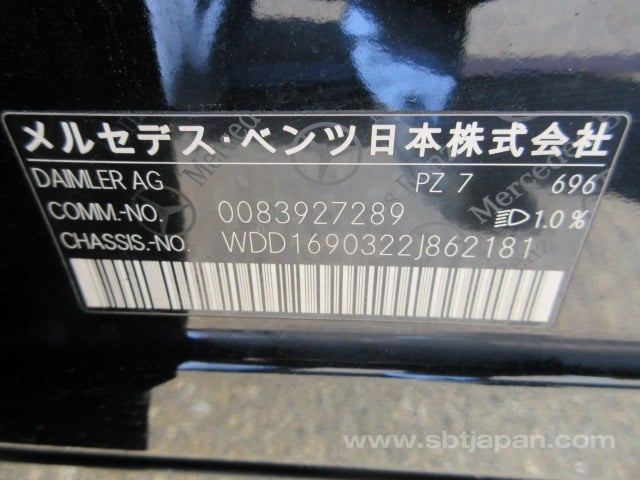 メルセデス・ベンツ日本株式会社
DAIMLER AG PZ 7 696
COMM.-NO. 0083927289 1.0%
CHASSIS.-NO. WDD1690322J862181
www.sbtjapan.com